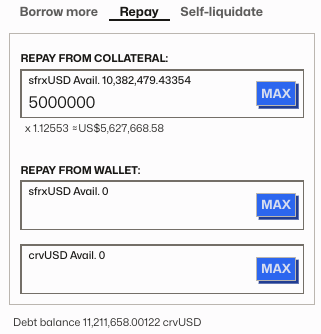 Borrow more Repay Self-liquidate
REPAY FROM COLLATERAL:
sfrxUSD Avail. 10,382,479.43354
5000000
MAX
x 1.12553 ≈US$5,627,668.58
REPAY FROM WALLET:
sfrxUSD Avail. 0
MAX
crvUSD Avail. 0
MAX
Debt balance 11,211,658.00122 crvUSD